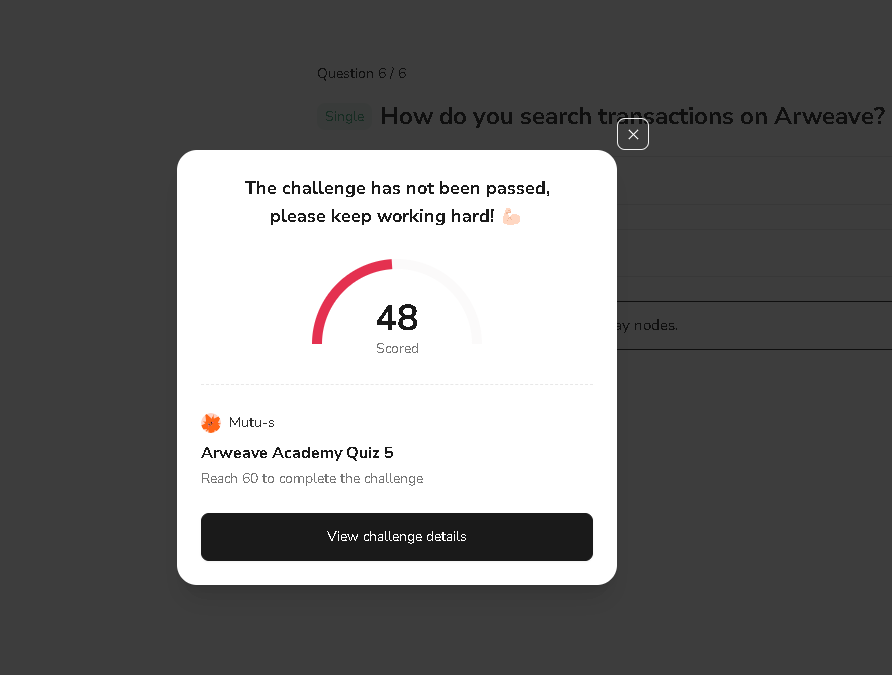 Question 6 / 6
Single How do you search transactions on Arweave?
The challenge has not been passed,
please keep working hard! 💪🏻
48
Scored
ay nodes.
Mutu-s
Arweave Academy Quiz 5
Reach 60 to complete the challenge
View challenge details